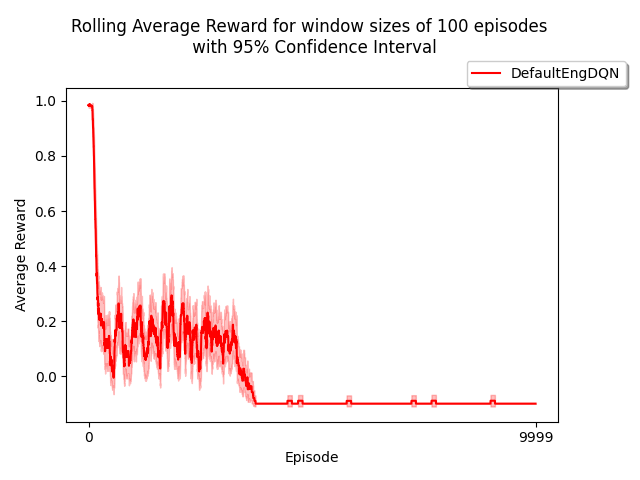 Rolling Average Reward for window sizes of 100 episodes
with 95% Confidence Interval
DefaultEngDQN
1.0
0.8
0.6
0.4
0.2
0.0
Average Reward
0
9999
Episode